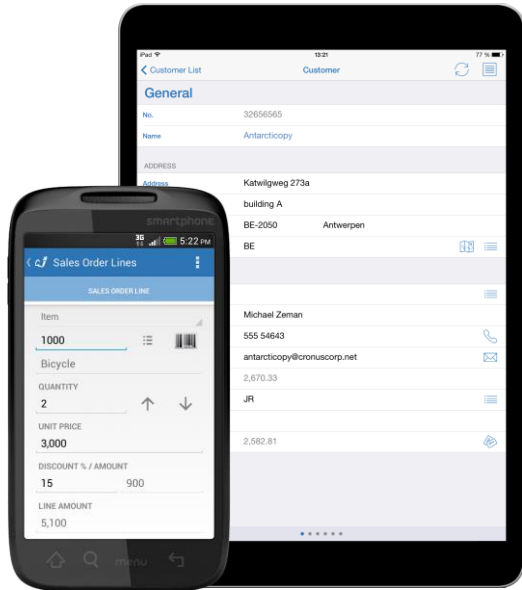 iPad
13:21
77 %
Customer List
Customer
General
No.
32656565
Name
Antarcticopy
ADDRESS
Address
Katwilgweg 273a
building A
BE-2050 Antwerpen
BE
Michael Zeman
555 54643
antarcticopy@cronuscorp.net
2,670.33
JR
2,582.81
smartphone
3G
5:22 PM
Sales Order Lines
SALES ORDER LINE
Item
1000
Bicycle
QUANTITY
2
UNIT PRICE
3,000
DISCOUNT % / AMOUNT
15 900
LINE AMOUNT
5,100
menu